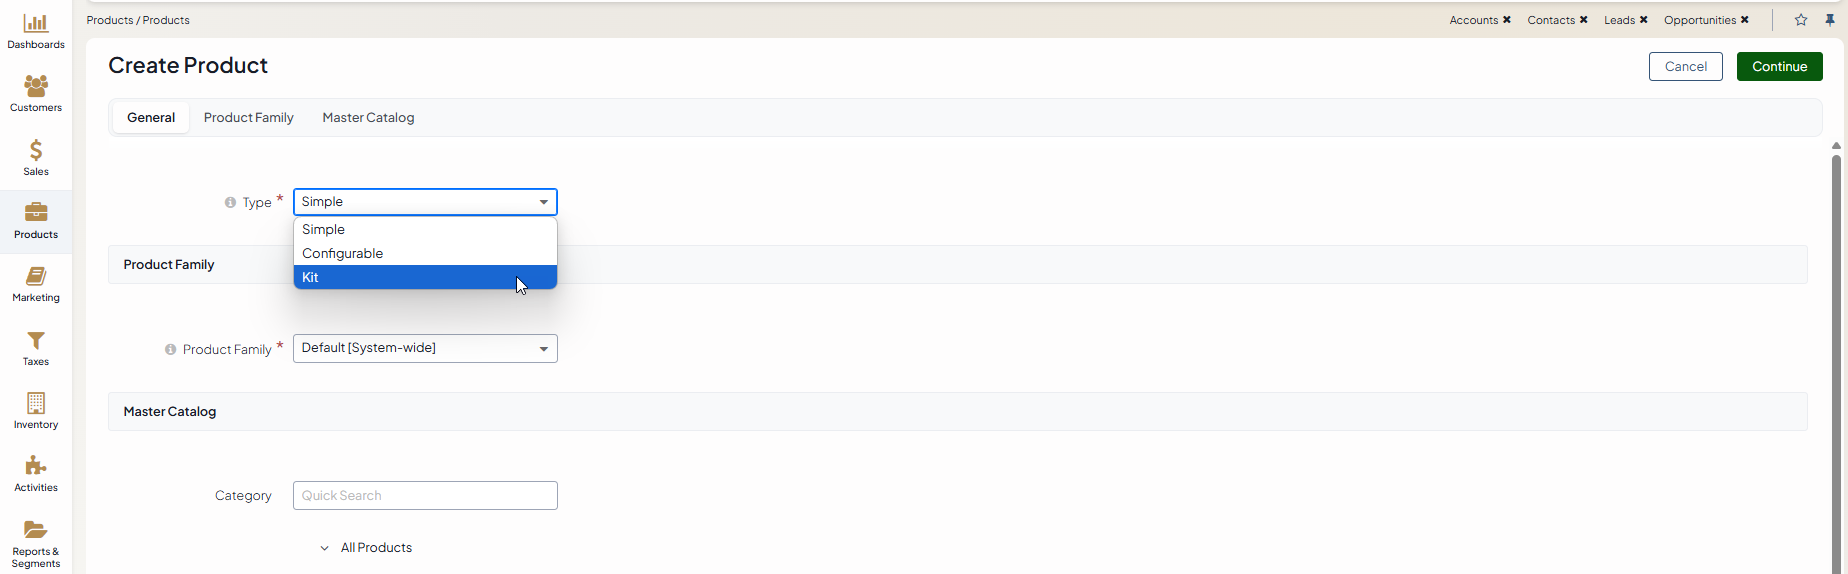 Dashboards
Customers
Sales
Products
Marketing
Taxes
Inventory
Activities
Reports &
Segments
Products / Products
Accounts ✖ Contacts ✖ Leads ✖ Opportunities ✖
Create Product
Cancel Continue
General Product Family Master Catalog
Type * Simple
Simple
Configurable
Kit
Product Family
Product Family * Default [System-wide]
Master Catalog
Category Quick Search
All Products